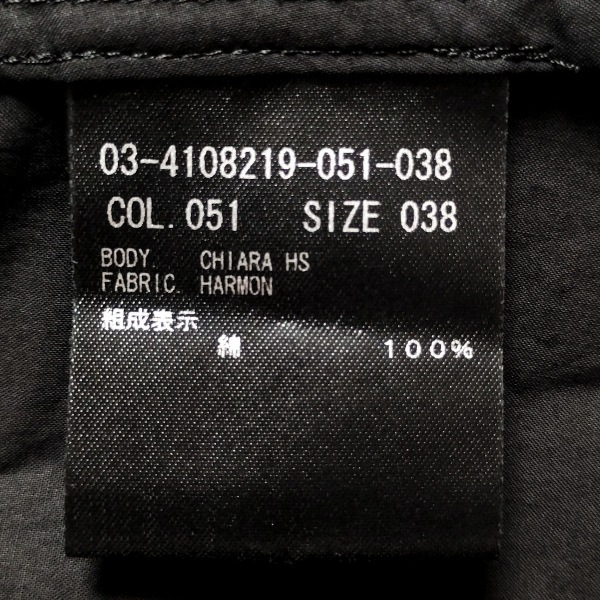 03-4108219-051-038
COL. 051 SIZE 038
BODY. CHIARA HS
FABRIC. HARMON
組成表示
綿 100%